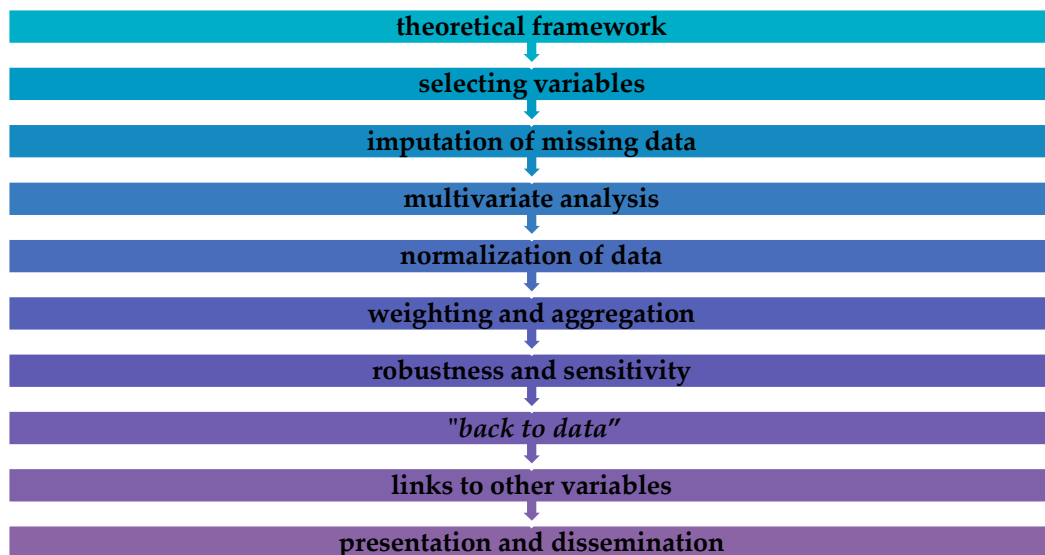 theoretical framework
selecting variables
imputation of missing data
multivariate analysis
normalization of data
weighting and aggregation
robustness and sensitivity
"back to data”
links to other variables
presentation and dissemination